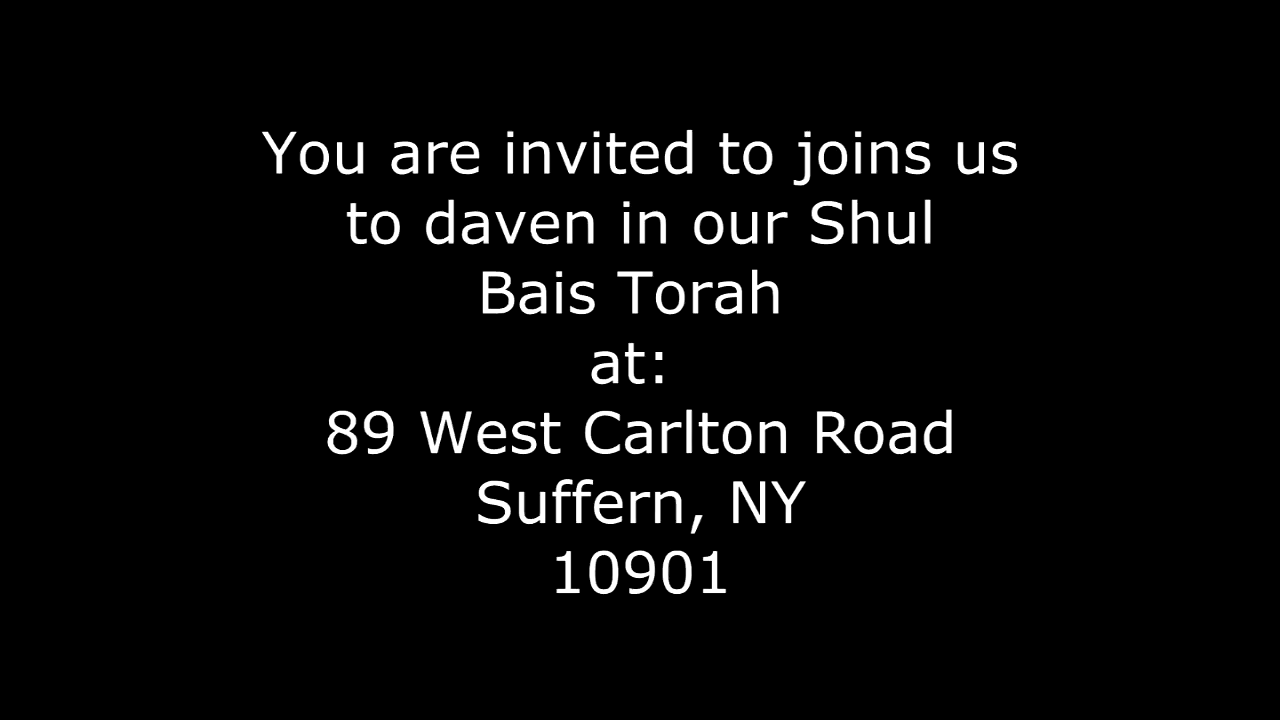 You are invited to joins us
to daven in our Shul
Bais Torah
at:
89 West Carlton Road
Suffern, NY
10901